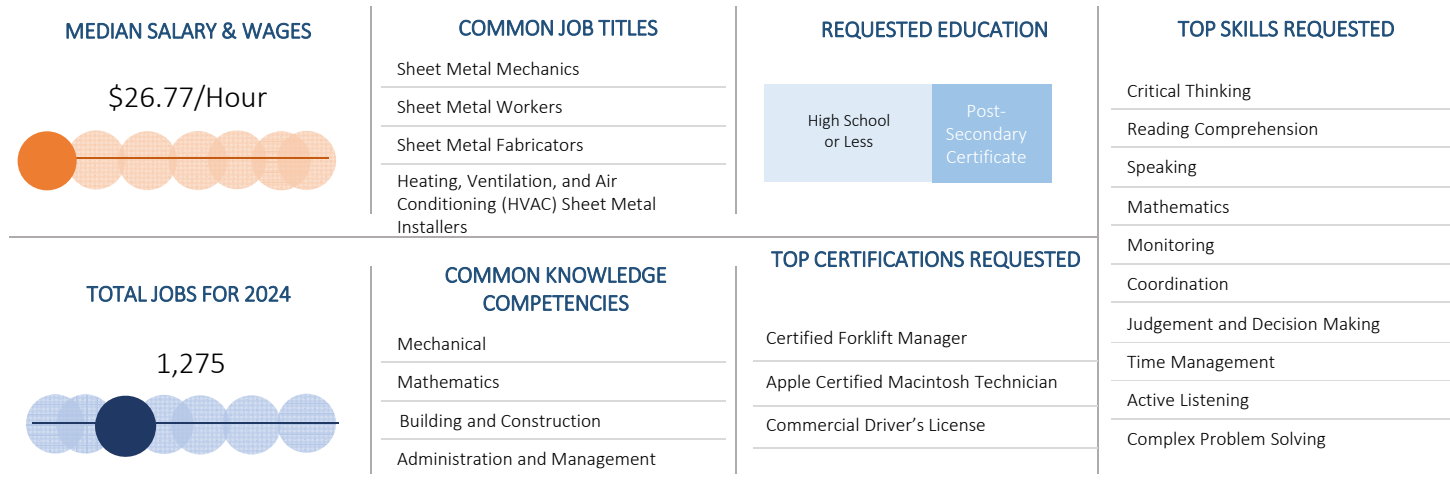 MEDIAN SALARY & WAGES
$26.77/Hour
COMMON JOB TITLES
Sheet Metal Mechanics
Sheet Metal Workers
Sheet Metal Fabricators
Heating, Ventilation, and Air
Conditioning (HVAC) Sheet Metal
Installers
REQUESTED EDUCATION
High School
or Less
Post-
Secondary
Certificate
TOTAL JOBS FOR 2024
1,275
COMMON KNOWLEDGE
COMPETENCIES
Mechanical
Mathematics
Building and Construction
Administration and Management
TOP CERTIFICATIONS REQUESTED
Certified Forklift Manager
Apple Certified Macintosh Technician
Commercial Driver’s License
TOP SKILLS REQUESTED
Critical Thinking
Reading Comprehension
Speaking
Mathematics
Monitoring
Coordination
Judgement and Decision Making
Time Management
Active Listening
Complex Problem Solving